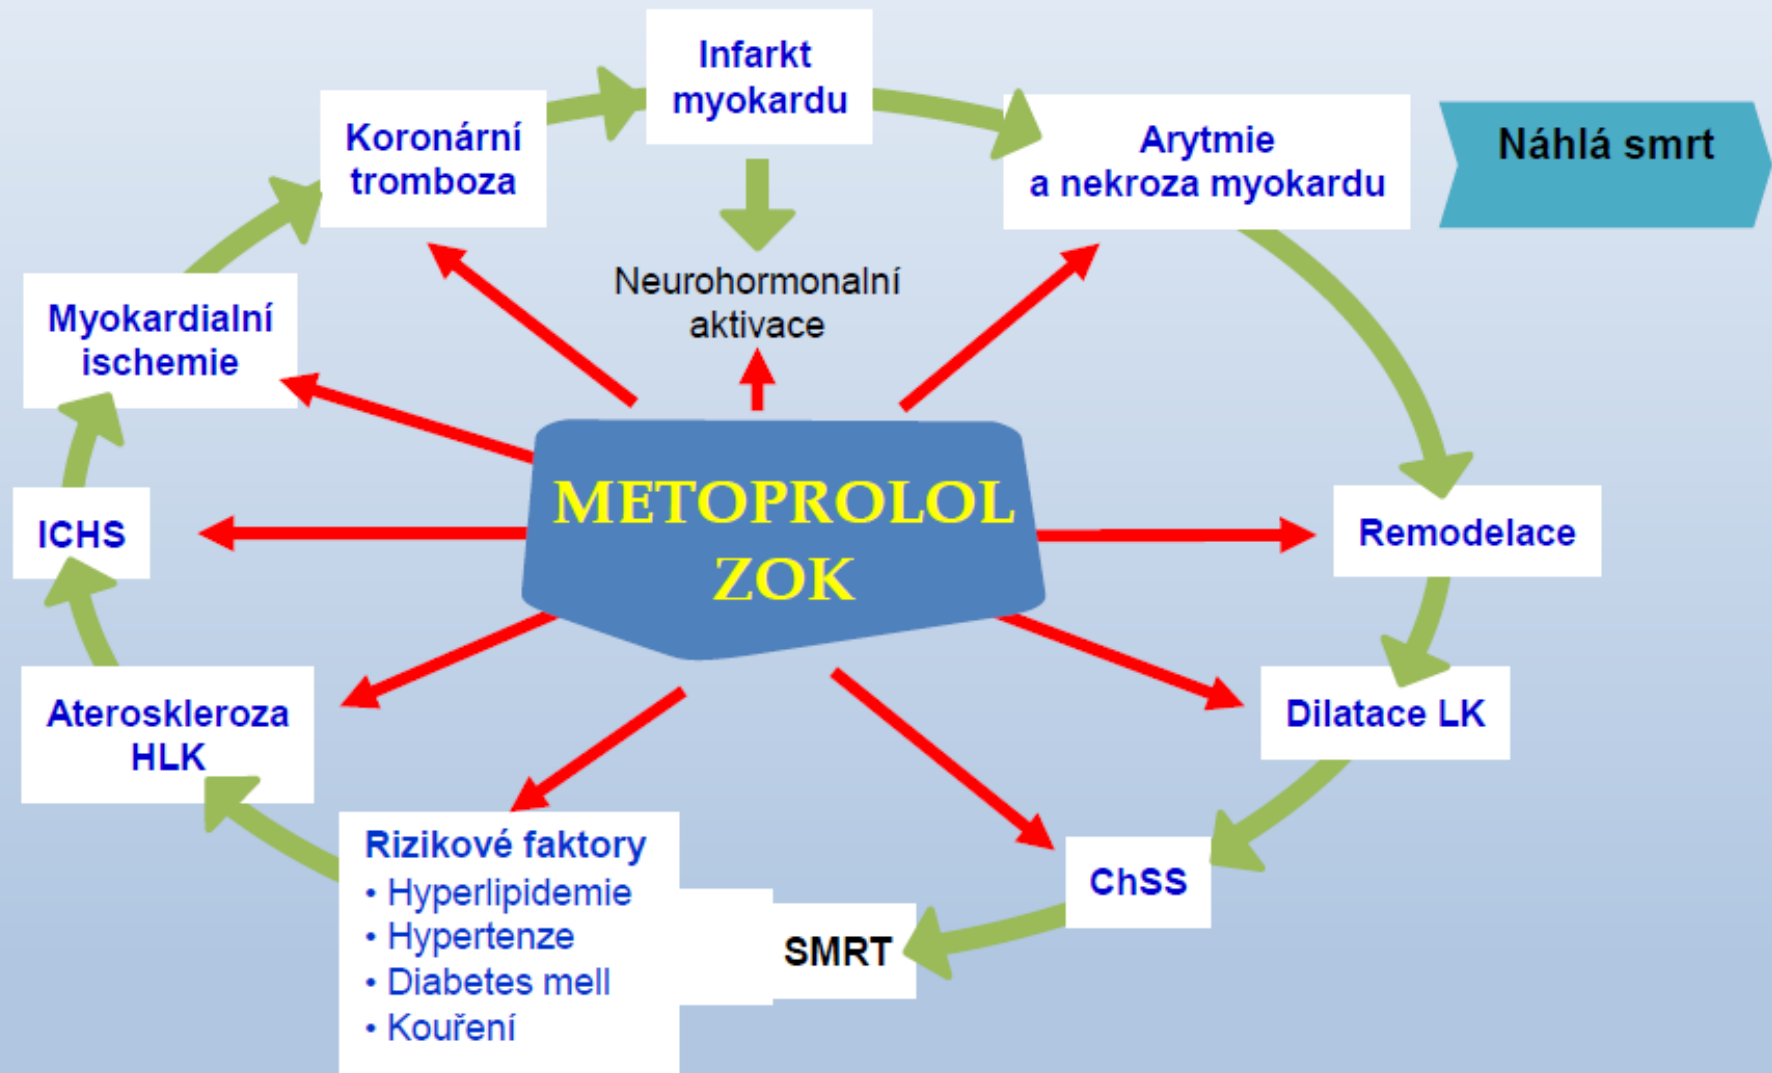 Infarkt
myokardu
Koronární
tromboza
Arytmie
a nekroza myokardu
Náhlá smrt
Neurohormonalní
aktivace
Myokardialní
ischemie
METOPROLOL
ZOK
ICHS
Remodelace
Ateroskleroza
HLK
Dilatace LK
Rizikové faktory
• Hyperlipidemie
• Hypertenze
• Diabetes mell
• Kouření
ChSS
SMRT